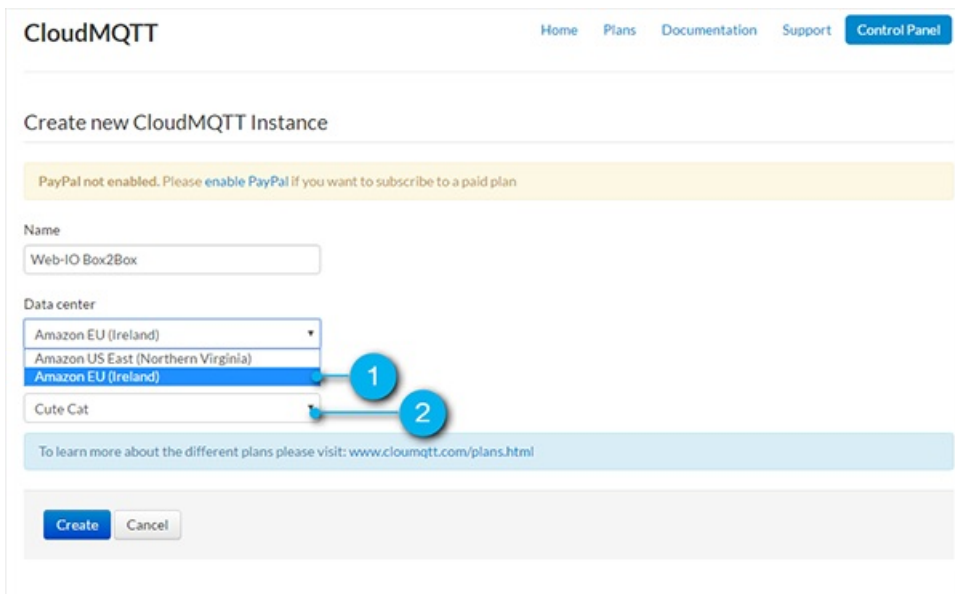 CloudMQTT
Home Plans Documentation Support Control Panel
Create new CloudMQTT Instance
PayPal not enabled. Please enable PayPal if you want to subscribe to a paid plan
Name
Web-IO Box2Box
Data center
Amazon EU (Ireland)
Amazon US East (Northern Virginia)
Amazon EU (Ireland)
1
Cute Cat
2
To learn more about the different plans please visit: www.cloumqtt.com/plans.html
Create Cancel